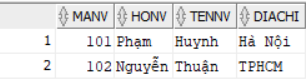 MANV HONV TENNV DIACHI
1 101 Phạm Huynh Hà Nội
2 102 Nguyễn Thuận TPHCM